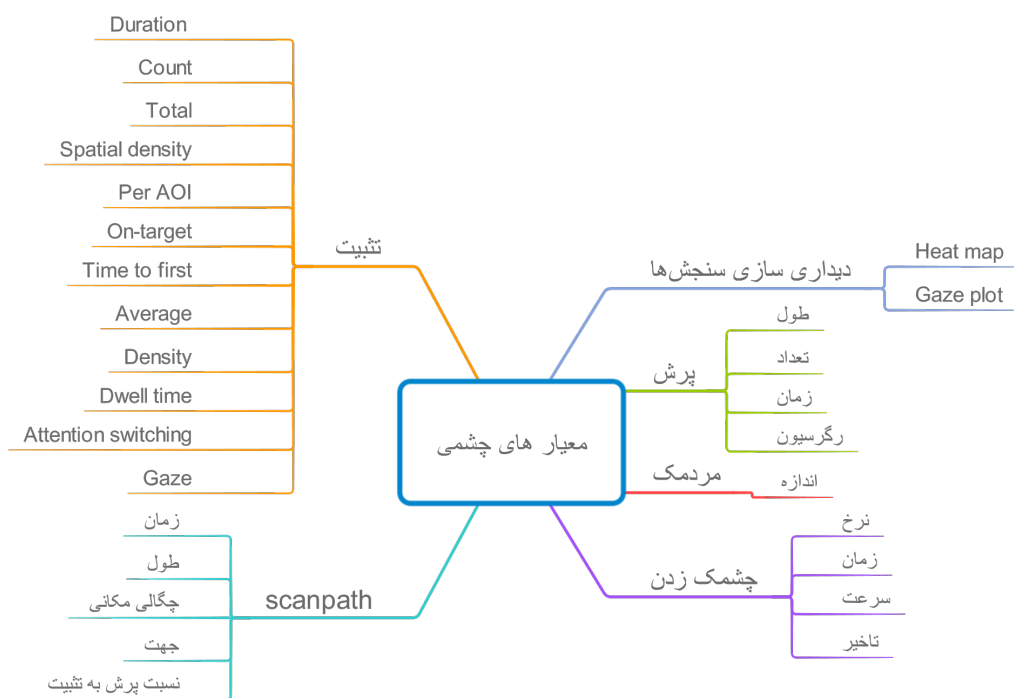 معیار های چشمی
تثبیت
Duration
Count
Total
Spatial density
Per AOI
On-target
Time to first
Average
Density
Dwell time
Attention switching
Gaze
دیداری سازی سنجش‌ها
Heat map
Gaze plot
پرش
طول
تعداد
زمان
رگرسیون
مردمک
اندازه
چشمک زدن
نرخ
زمان
سرعت
تاخیر
scanpath
زمان
طول
چگالی مکانی
جهت
نسبت پرش به تثبیت